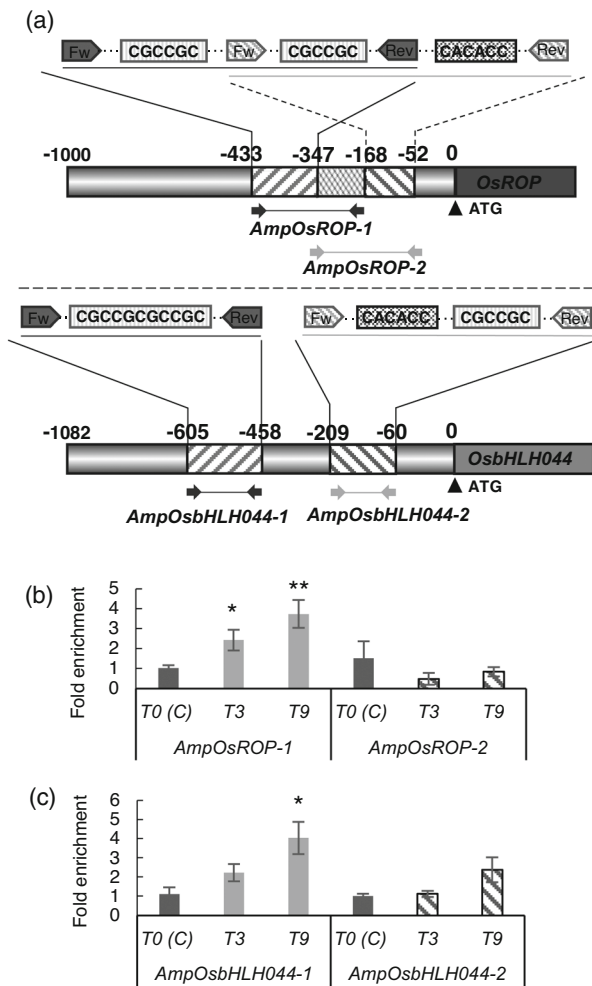 (a)
Fw CGCCGC Fw CGCCGC Rev CACACC Rev
-1000 -433 -347 -168 -52 0
OsROP
ATG
AmpOsROP-1
AmpOsROP-2
Fw CGCCGCGCCGC Rev Fw CACACC CGCCGC Rev
-1082 -605 -458 -209 -60 0
OsbHLH044
ATG
AmpOsbHLH044-1 AmpOsbHLH044-2
(b)
Fold enrichment
5
4
3
2
1
0
* **
T0 (C) T3 T9 T0 (C) T3 T9
AmpOsROP-1 AmpOsROP-2
(c)
Fold enrichment
6
5
4
3
2
1
0
*
T0 (C) T3 T9 T0 (C) T3 T9
AmpOsbHLH044-1 AmpOsbHLH044-2